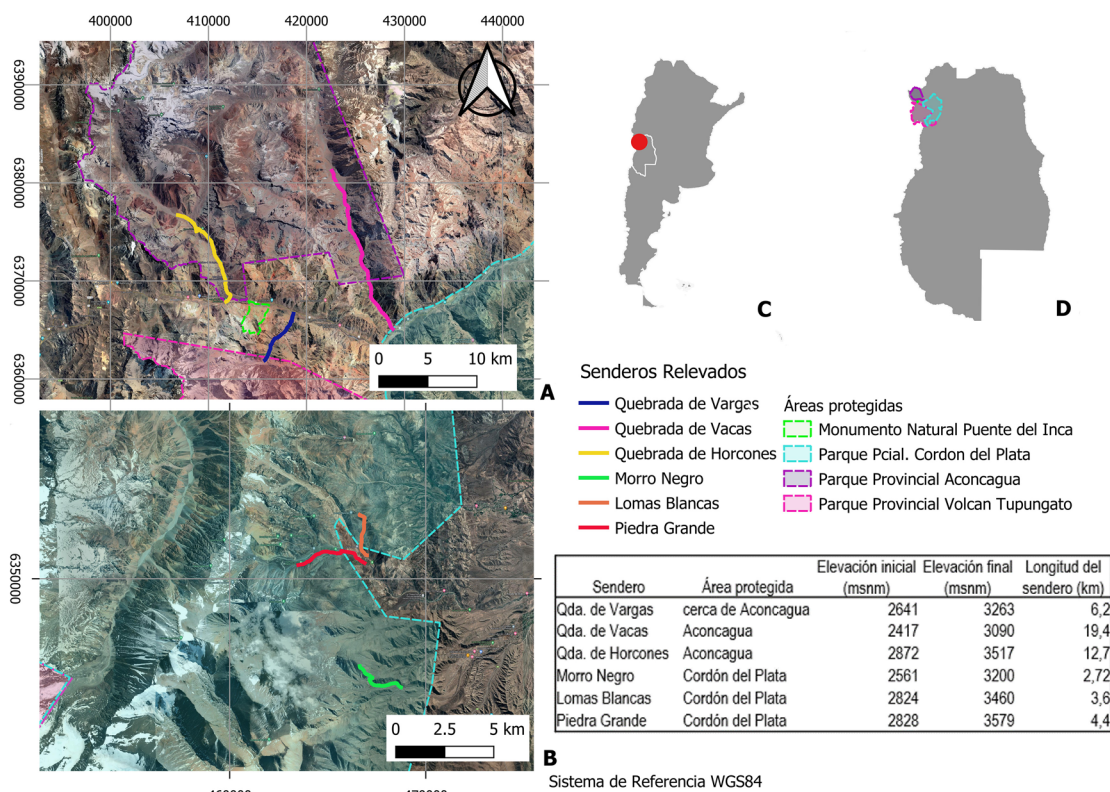 400000 410000 420000 430000 440000
6390000
6380000
6370000
6360000
0 5 10 km
A
6350000
0 2.5 5 km
B
C
D
Senderos Relevados
Quebrada de Vargas
Quebrada de Vacas
Quebrada de Horcones
Morro Negro
Lomas Blancas
Piedra Grande
Áreas protegidas
Monumento Natural Puente del Inca
Parque Pcial. Cordon del Plata
Parque Provincial Aconcagua
Parque Provincial Volcan Tupungato
Sendero Área protegida Elevación inicial (msnm) Elevación final (msnm) Longitud del sendero (km)
Qda. de Vargas cerca de Aconcagua 2641 3263 6,2
Qda. de Vacas Aconcagua 2417 3090 19,4
Qda. de Horcones Aconcagua 2872 3517 12,7
Morro Negro Cordón del Plata 2561 3200 2,72
Lomas Blancas Cordón del Plata 2824 3460 3,6
Piedra Grande Cordón del Plata 2828 3579 4,4
Sistema de Referencia WGS84